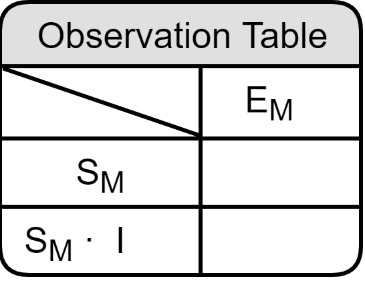 Observation Table
E_M
S_M
S_M · I